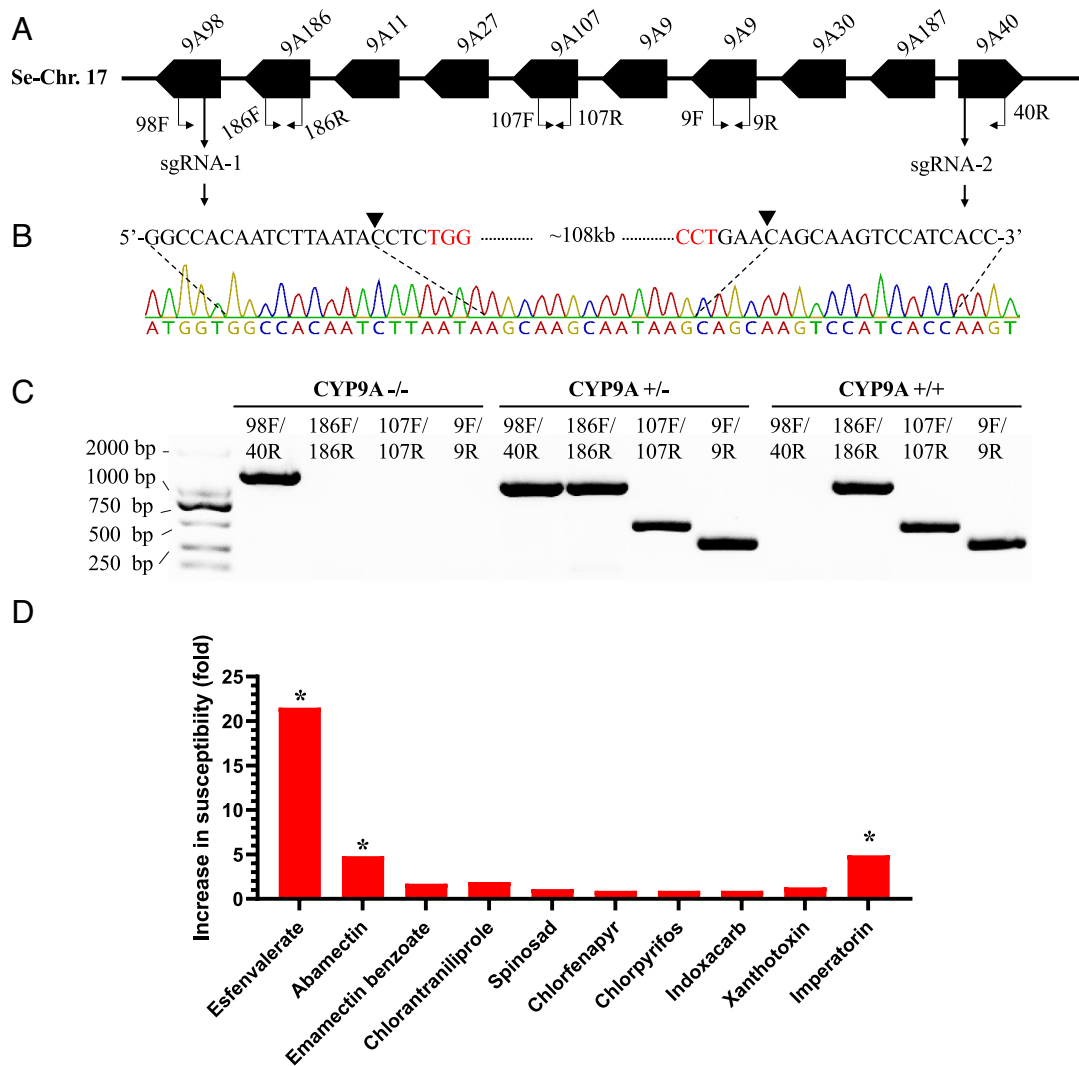 A
9A98 9A186 9A11 9A27 9A107 9A9 9A9 9A30 9A187 9A40
Se-Chr. 17
98F 186F 186R 107F 107R 9F 9R 40R
sgRNA-1 sgRNA-2
B
5’-GGCCACAATCTTAATACCTCTGG ~108kb CCTGAACAGCAAGTCCATCACC-3’
ATGGTGGCCACAATCTTAATAAGCAAGCAATAAGCAGCAAGTCCATCACCAAGT
C
CYP9A -/- CYP9A +/- CYP9A +/+
98F/ 186F/ 107F/ 9F/ 98F/ 186F/ 107F/ 9F/ 98F/ 186F/ 107F/ 9F/
40R 186R 107R 9R 40R 186R 107R 9R 40R 186R 107R 9R
2000 bp
1000 bp
750 bp
500 bp
250 bp
D
Increase in susceptibiity (fold)
25
20
15
10
5
0
* * *
Esfenvalerate
Abamectin
Emamectin benzoate
Chlorantraniliprole
Spinosad
Chlorfenapyr
Chlorpyrifos
Indoxacarb
Xanthotoxin
Imperatorin